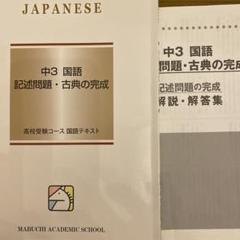 JAPANESE
中3 国語
記述問題・古典の完成
高校受験コース 国語テキスト
MABUCHI ACADEMIC SCHOOL
中3 国語
問題・古典の完成
記述問題の完成
解説・解答集